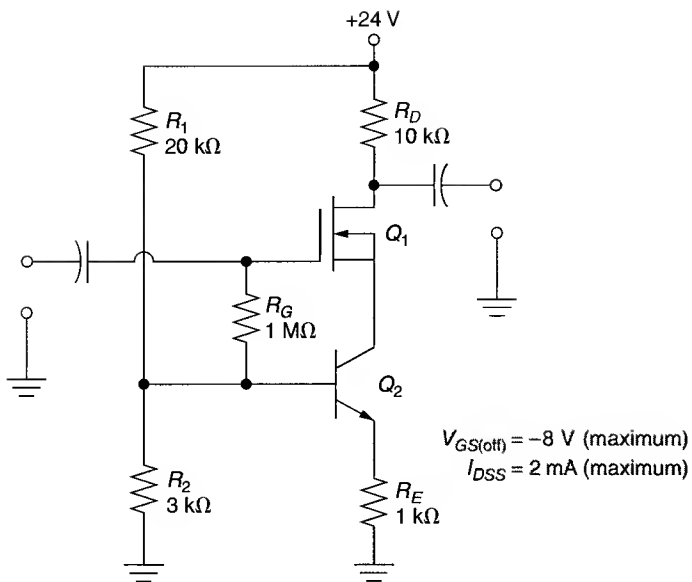 +24 V
R1
20 kΩ
RD
10 kΩ
Q1
RG
1 MΩ
Q2
VGS(off) = −8 V (maximum)
IDSS = 2 mA (maximum)
R2
3 kΩ
RE
1 kΩ